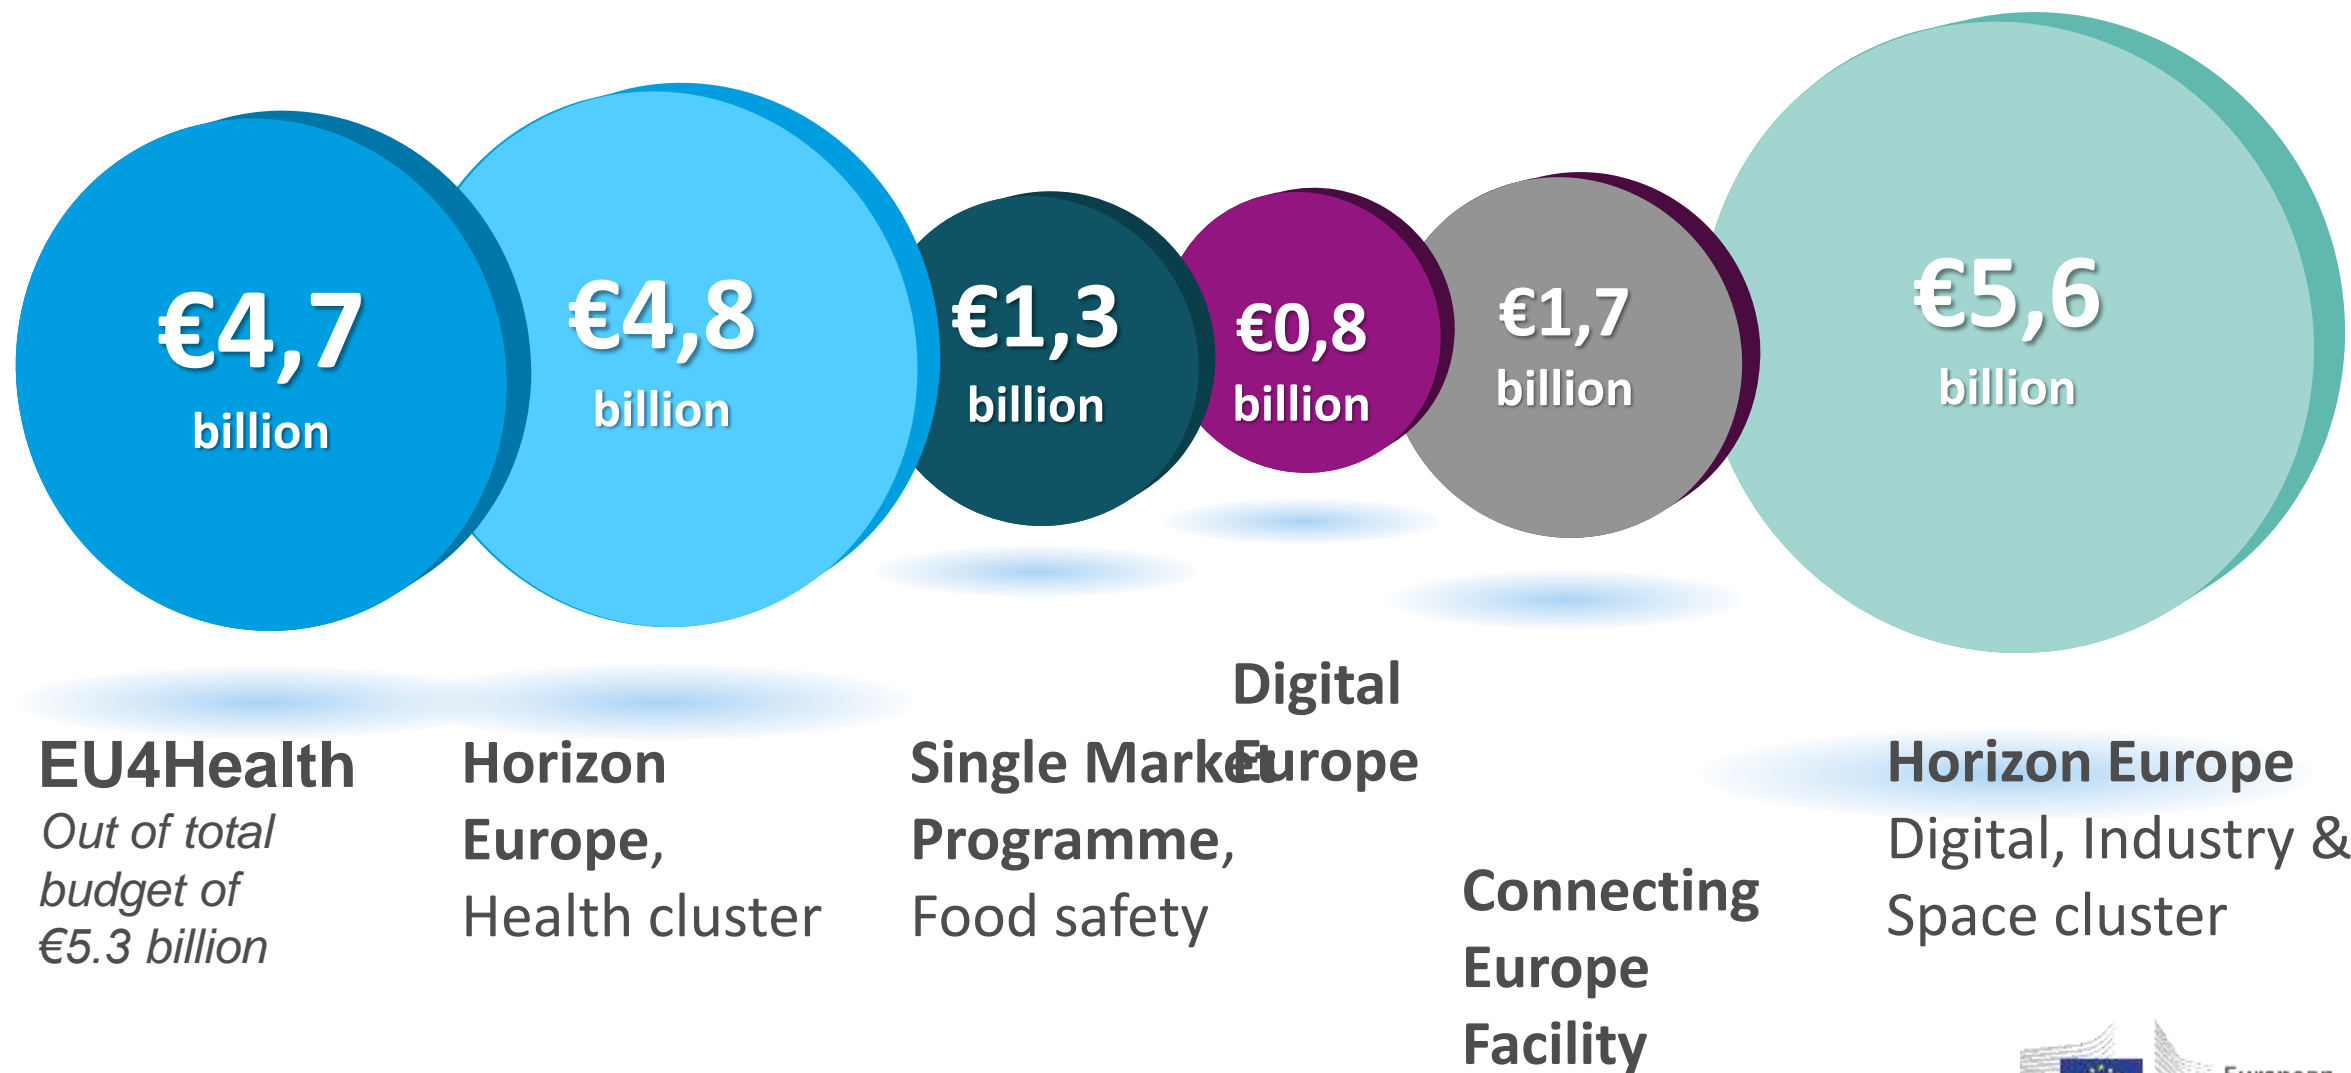 €4,7
billion
€4,8
billion
€1,3
billion
€0,8
billion
€1,7
billion
€5,6
billion
EU4Health
Out of total
budget of
€5.3 billion
Horizon
Europe,
Health cluster
Single Market
Programme,
Food safety
Digital
Europe
Connecting
Europe
Facility
Horizon Europe
Digital, Industry &
Space cluster